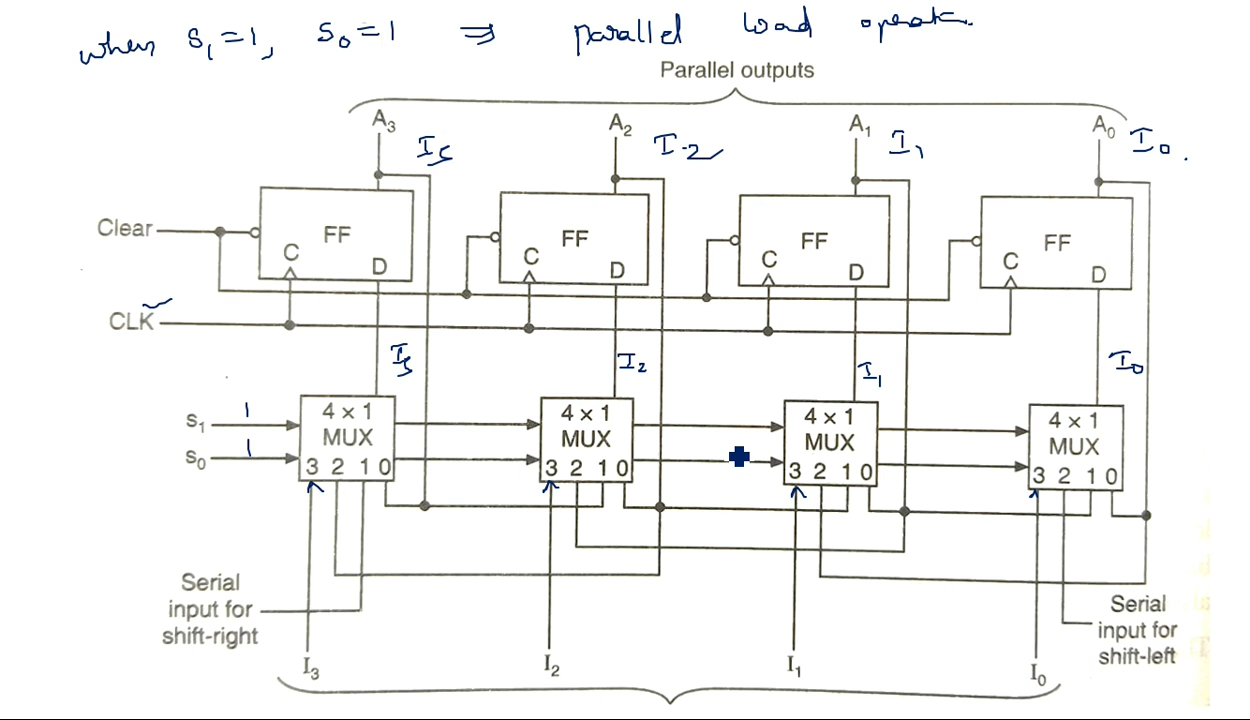 when S₁=1, S₀=1 ⇒ parallel load operatn.
Parallel outputs
A₃ I₃ A₂ I₂ A₁ I₁ A₀ I₀.
Clear FF FF FF FF
C D C D C D C D
CLK
I₃ I₂ I₁ I₀
S₁ 1 4 x 1 4 x 1 4 x 1 4 x 1
MUX MUX MUX MUX
S₀ 1 3 2 1 0 3 2 1 0 3 2 1 0 3 2 1 0
Serial
input for
shift-right
Serial
input for
shift-left
I₃ I₂ I₁ I₀